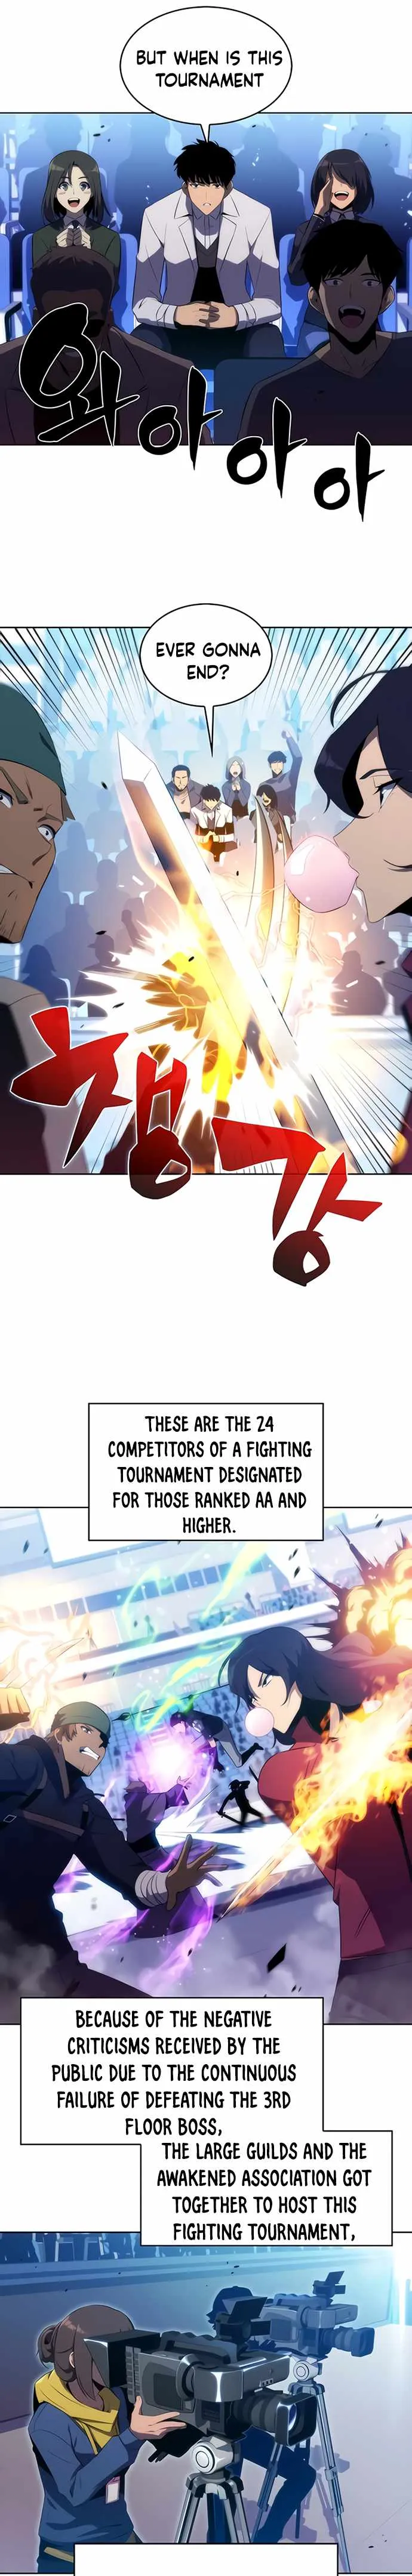 BUT WHEN IS THIS
TOURNAMENT
와아아아
EVER GONNA
END?
챙강
THESE ARE THE 24
COMPETITORS OF A FIGHTING
TOURNAMENT DESIGNATED
FOR THOSE RANKED AA AND
HIGHER.
BECAUSE OF THE NEGATIVE
CRITICISMS RECEIVED BY THE
PUBLIC DUE TO THE CONTINUOUS
FAILURE OF DEFEATING THE 3RD
FLOOR BOSS,
THE LARGE GUILDS AND THE
AWAKENED ASSOCIATION GOT
TOGETHER TO HOST THIS
FIGHTING TOURNAMENT,